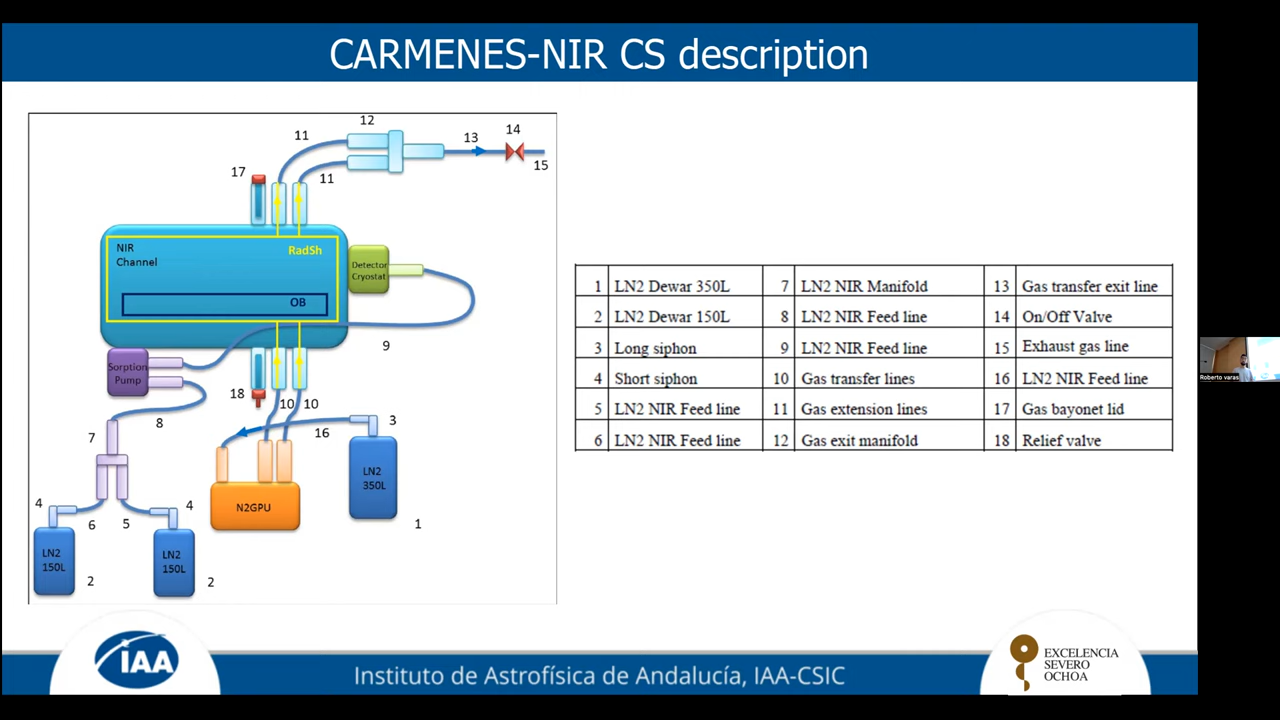 CARMENES-NIR CS description
12
11
13
14
15
17
11
NIR
Channel
RadSh
Detector
Cryostat
OB
9
Sorption
Pump
18
10 10
8
16
3
7
LN2
350L
4
4
N2GPU
6
5
1
LN2
150L
2
LN2
150L
2
1 LN2 Dewar 350L 7 LN2 NIR Manifold 13 Gas transfer exit line
2 LN2 Dewar 150L 8 LN2 NIR Feed line 14 On/Off Valve
3 Long siphon 9 LN2 NIR Feed line 15 Exhaust gas line
4 Short siphon 10 Gas transfer lines 16 LN2 NIR Feed line
5 LN2 NIR Feed line 11 Gas extension lines 17 Gas bayonet lid
6 LN2 NIR Feed line 12 Gas exit manifold 18 Relief valve
Roberto varas
IAA
Instituto de Astrofísica de Andalucía, IAA-CSIC
EXCELENCIA
SEVERO
OCHOA